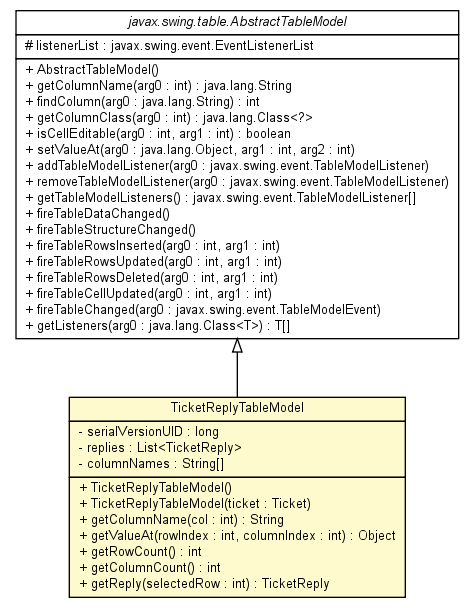 javax.swing.table.AbstractTableModel
# listenerList : javax.swing.event.EventListenerList
+ AbstractTableModel()
+ getColumnName(arg0 : int) : java.lang.String
+ findColumn(arg0 : java.lang.String) : int
+ getColumnClass(arg0 : int) : java.lang.Class<?>
+ isCellEditable(arg0 : int, arg1 : int) : boolean
+ setValueAt(arg0 : java.lang.Object, arg1 : int, arg2 : int)
+ addTableModelListener(arg0 : javax.swing.event.TableModelListener)
+ removeTableModelListener(arg0 : javax.swing.event.TableModelListener)
+ getTableModelListeners() : javax.swing.event.TableModelListener[]
+ fireTableDataChanged()
+ fireTableStructureChanged()
+ fireTableRowsInserted(arg0 : int, arg1 : int)
+ fireTableRowsUpdated(arg0 : int, arg1 : int)
+ fireTableRowsDeleted(arg0 : int, arg1 : int)
+ fireTableCellUpdated(arg0 : int, arg1 : int)
+ fireTableChanged(arg0 : javax.swing.event.TableModelEvent)
+ getListeners(arg0 : java.lang.Class<T>) : T[]
TicketReplyTableModel
- serialVersionUID : long
- replies : List<TicketReply>
- columnNames : String[]
+ TicketReplyTableModel()
+ TicketReplyTableModel(ticket : Ticket)
+ getColumnName(col : int) : String
+ getValueAt(rowIndex : int, columnIndex : int) : Object
+ getRowCount() : int
+ getColumnCount() : int
+ getReply(selectedRow : int) : TicketReply